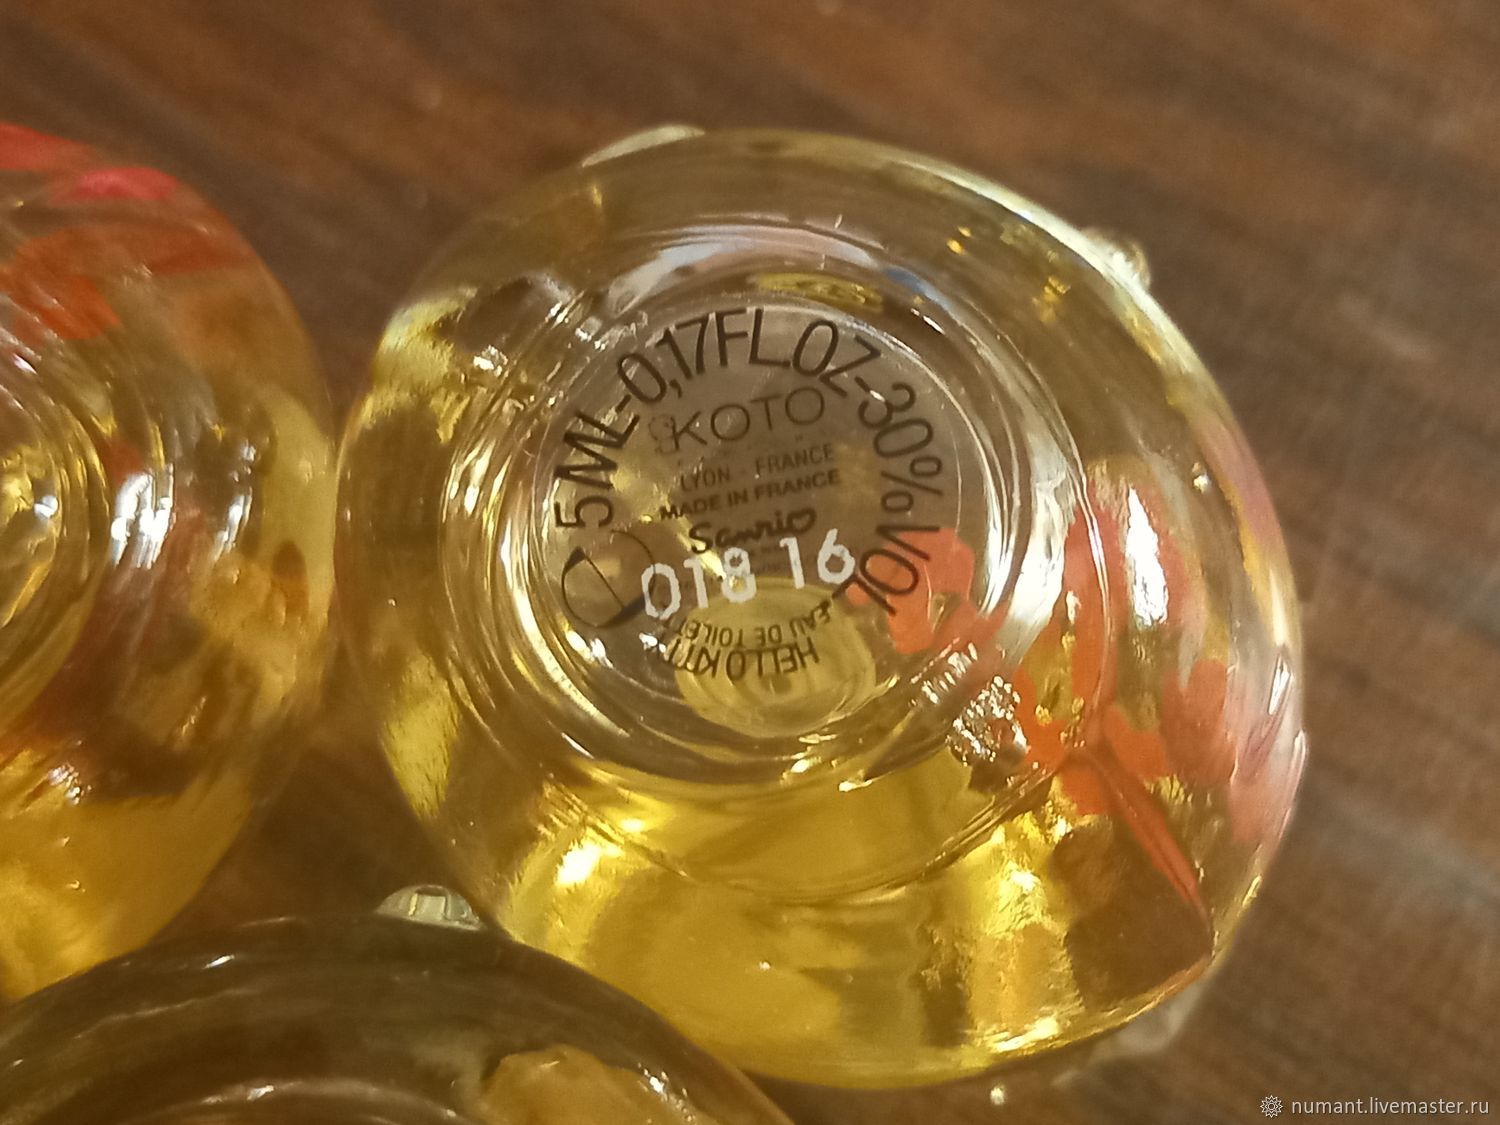 5ML-0,17FL.OZ-30%VOL
KOTO
LYON - FRANCE
MADE IN FRANCE
Sanrio
018 16
EAU DE TOILETT
HELLO KITTY
numant.livemaster.ru